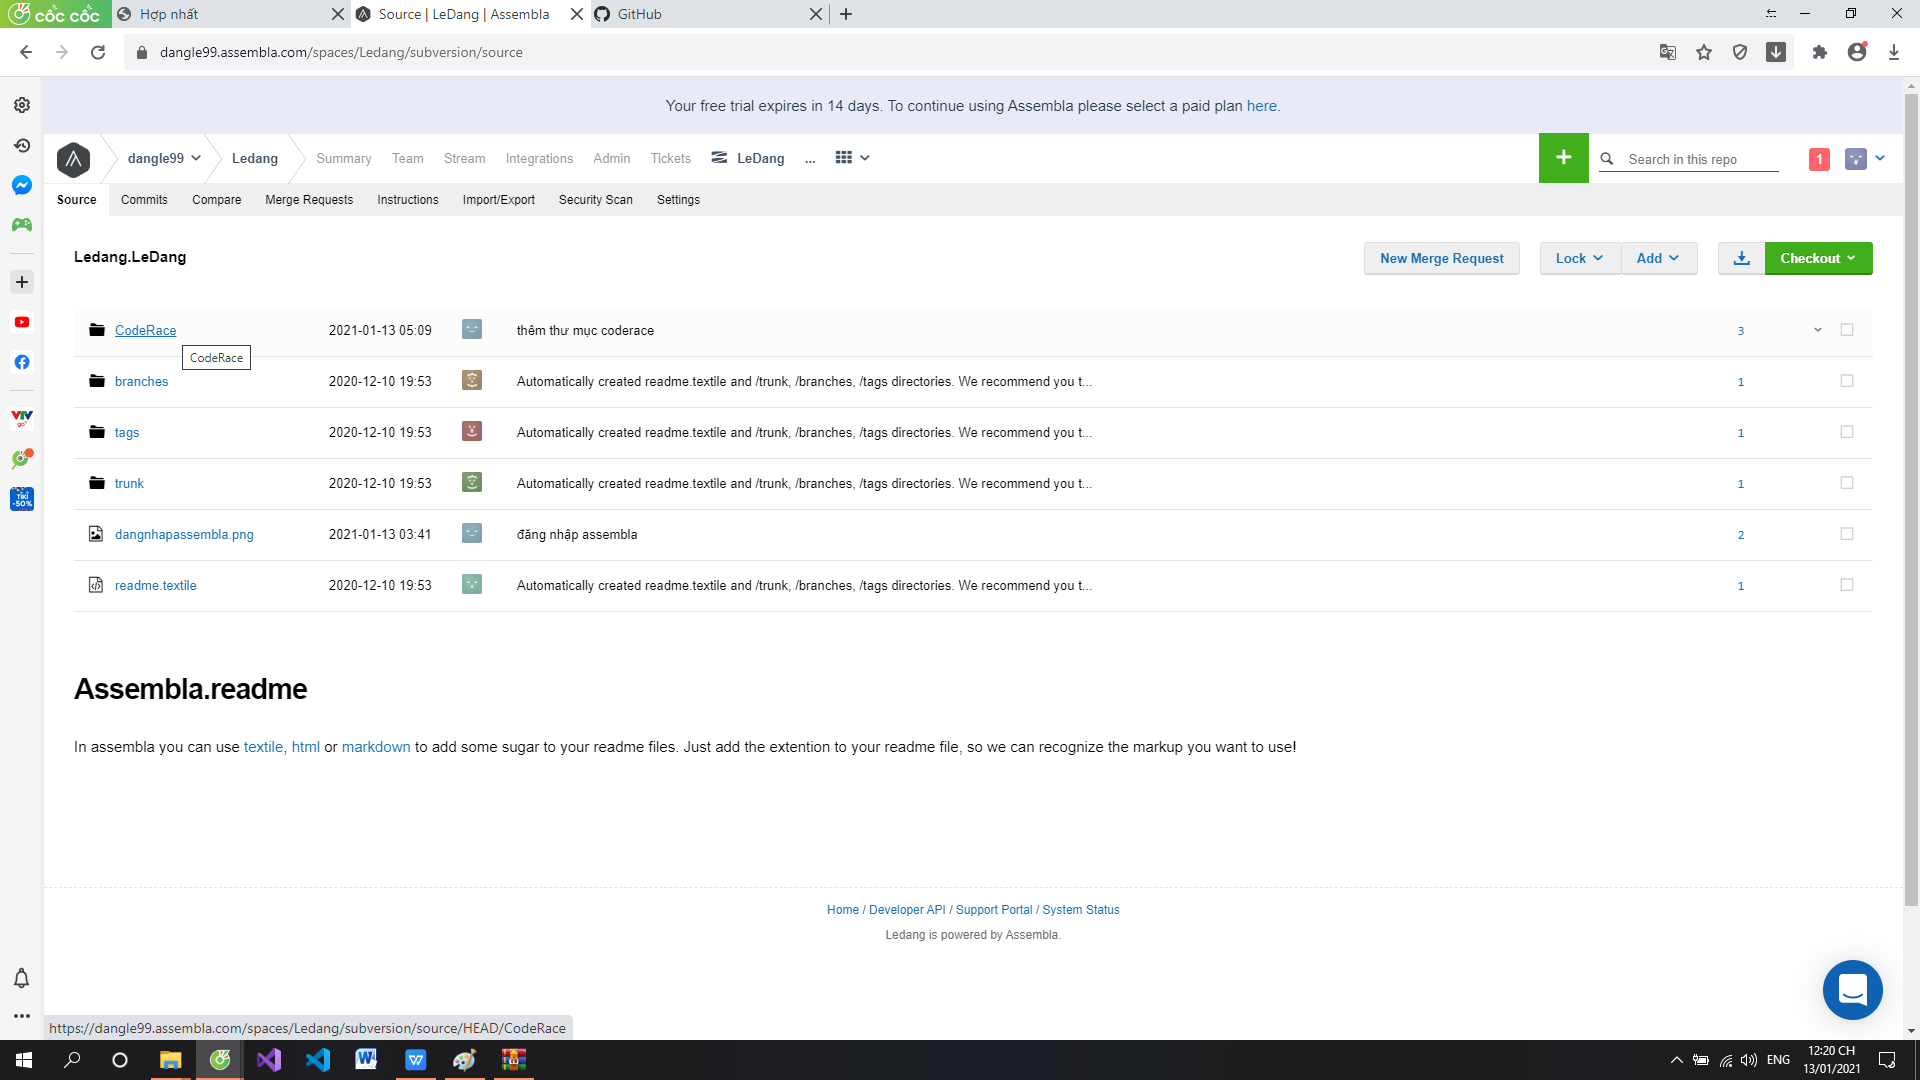 cốc cốc
Hợp nhất
Source | LeDang | Assembla
GitHub
dangle99.assembla.com/spaces/Ledang/subversion/source
Your free trial expires in 14 days. To continue using Assembla please select a paid plan here.
dangle99
Ledang
Summary
Team
Stream
Integrations
Admin
Tickets
LeDang
...
Search in this repo
1
Source
Commits
Compare
Merge Requests
Instructions
Import/Export
Security Scan
Settings
Ledang.LeDang
New Merge Request
Lock
Add
Checkout
CodeRace 2021-01-13 05:09 thêm thư mục coderace 3
CodeRace
branches 2020-12-10 19:53 Automatically created readme.textile and /trunk, /branches, /tags directories. We recommend you t... 1
tags 2020-12-10 19:53 Automatically created readme.textile and /trunk, /branches, /tags directories. We recommend you t... 1
trunk 2020-12-10 19:53 Automatically created readme.textile and /trunk, /branches, /tags directories. We recommend you t... 1
dangnhapassembla.png 2021-01-13 03:41 đăng nhập assembla 2
readme.textile 2020-12-10 19:53 Automatically created readme.textile and /trunk, /branches, /tags directories. We recommend you t... 1
VTV
go
TIKI
-50%
Assembla.readme
In assembla you can use textile, html or markdown to add some sugar to your readme files. Just add the extention to your readme file, so we can recognize the markup you want to use!
Home / Developer API / Support Portal / System Status
Ledang is powered by Assembla.
https://dangle99.assembla.com/spaces/Ledang/subversion/source/HEAD/CodeRace
ENG
12:20 CH
13/01/2021